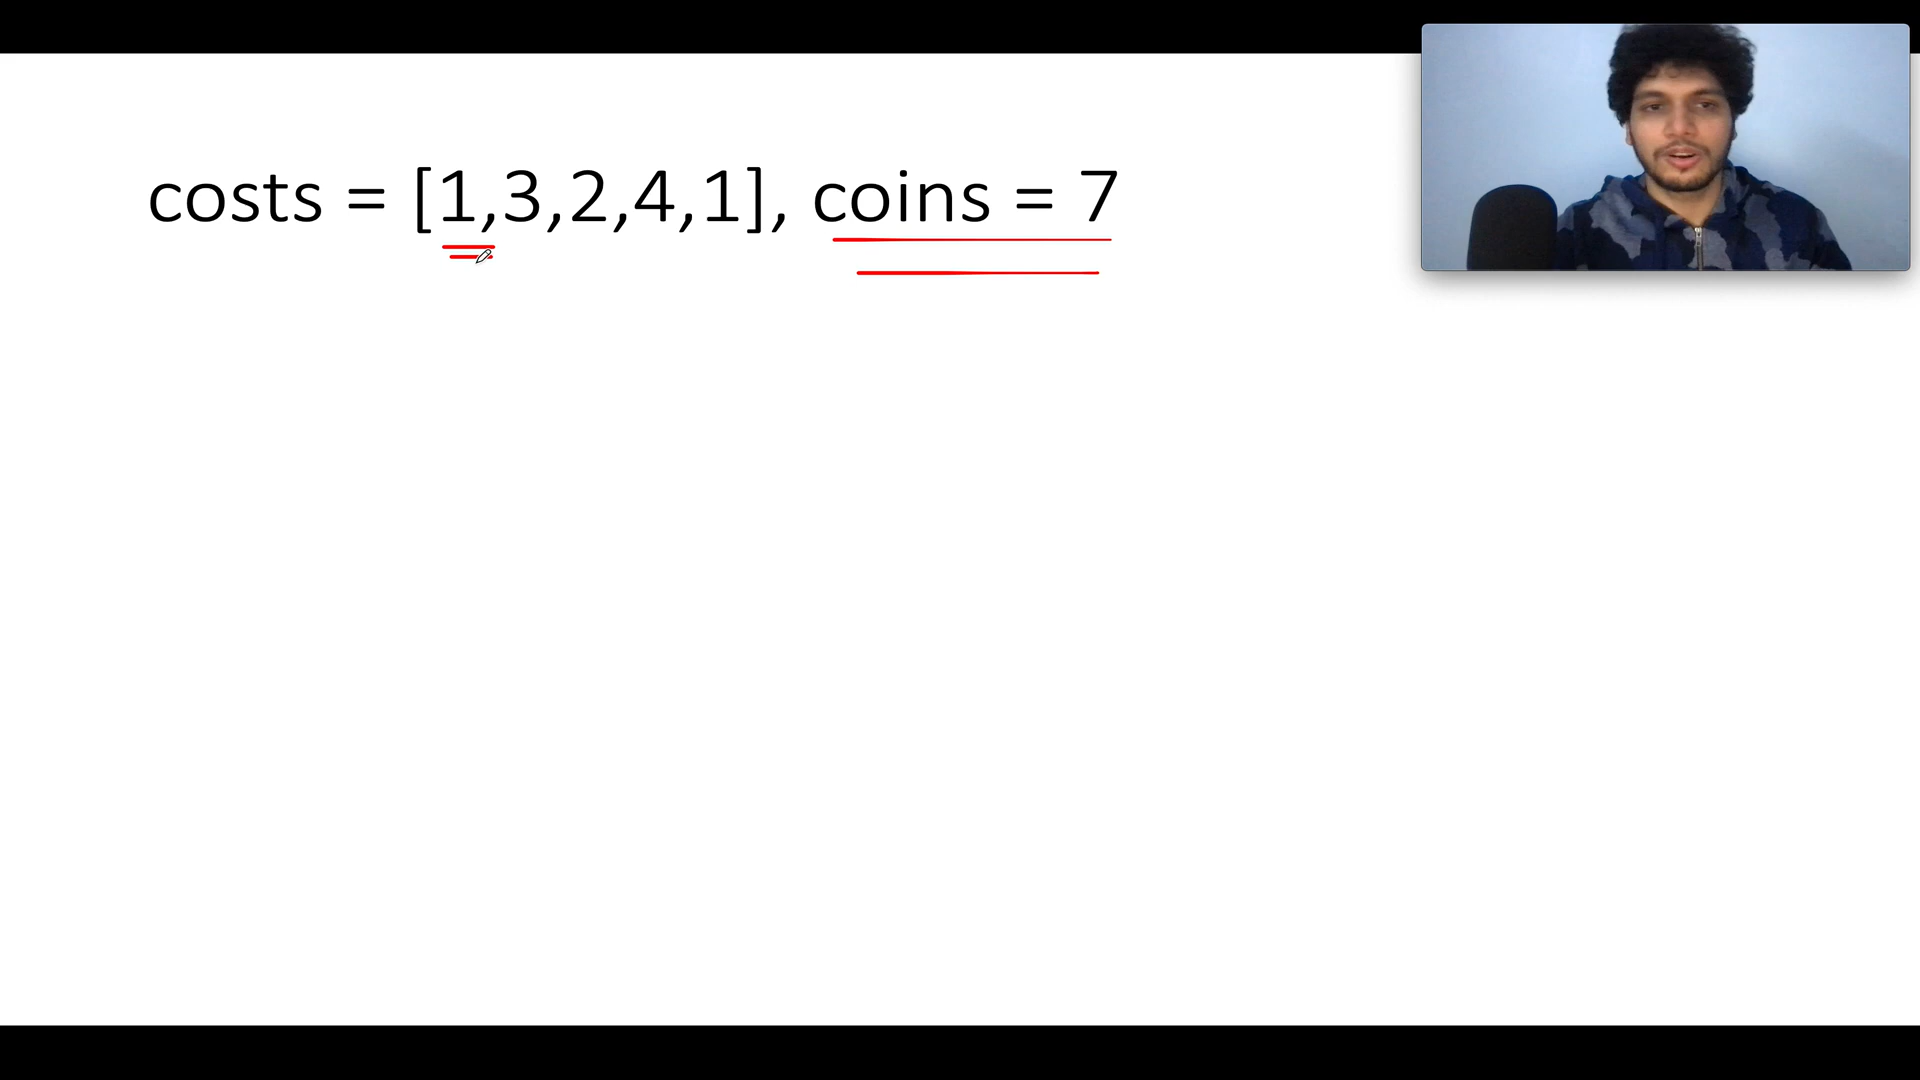 costs = [1,3,2,4,1], coins = 7